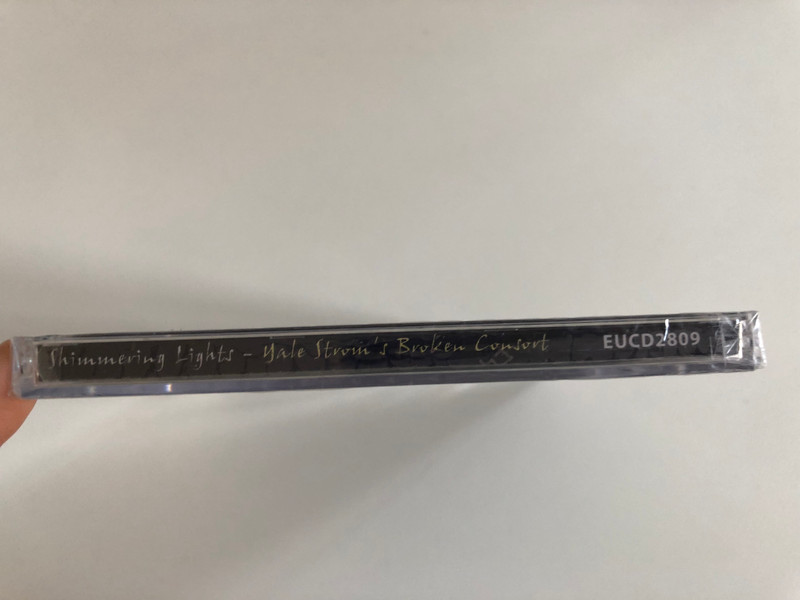 Shimmering Lights – Yale Strom's Broken Consort EUCD2809